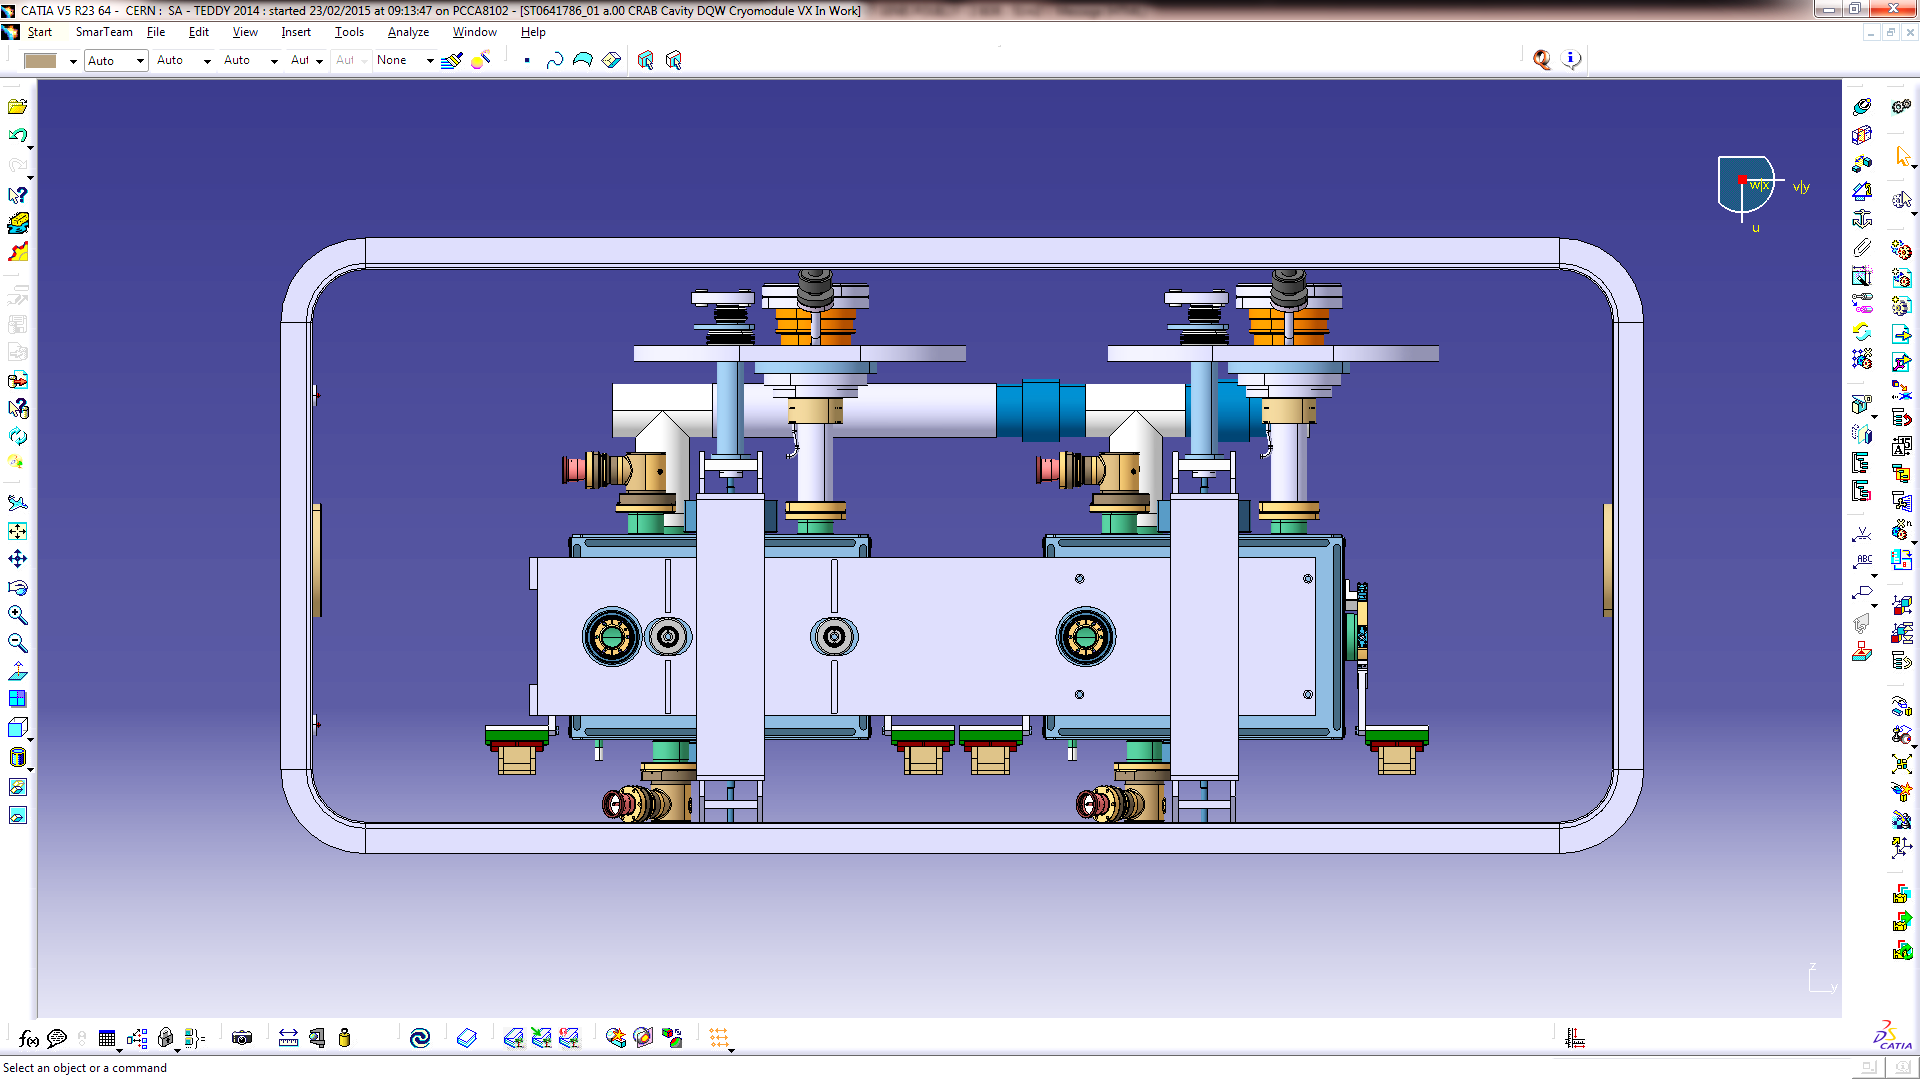 CATIA V5 R23 64 - CERN : SA - TEDDY 2014 : started 23/02/2015 at 09:13:47 on PCCA8102 - [ST0641786_01 a.00 CRAB Cavity DQW Cryomodule VX In Work]
Start SmarTeam File Edit View Insert Tools Analyze Window Help
Auto Auto Auto Aut Aut None
w|x
v|y
u
ABC
z
y
f(x)
CATIA
Select an object or a command